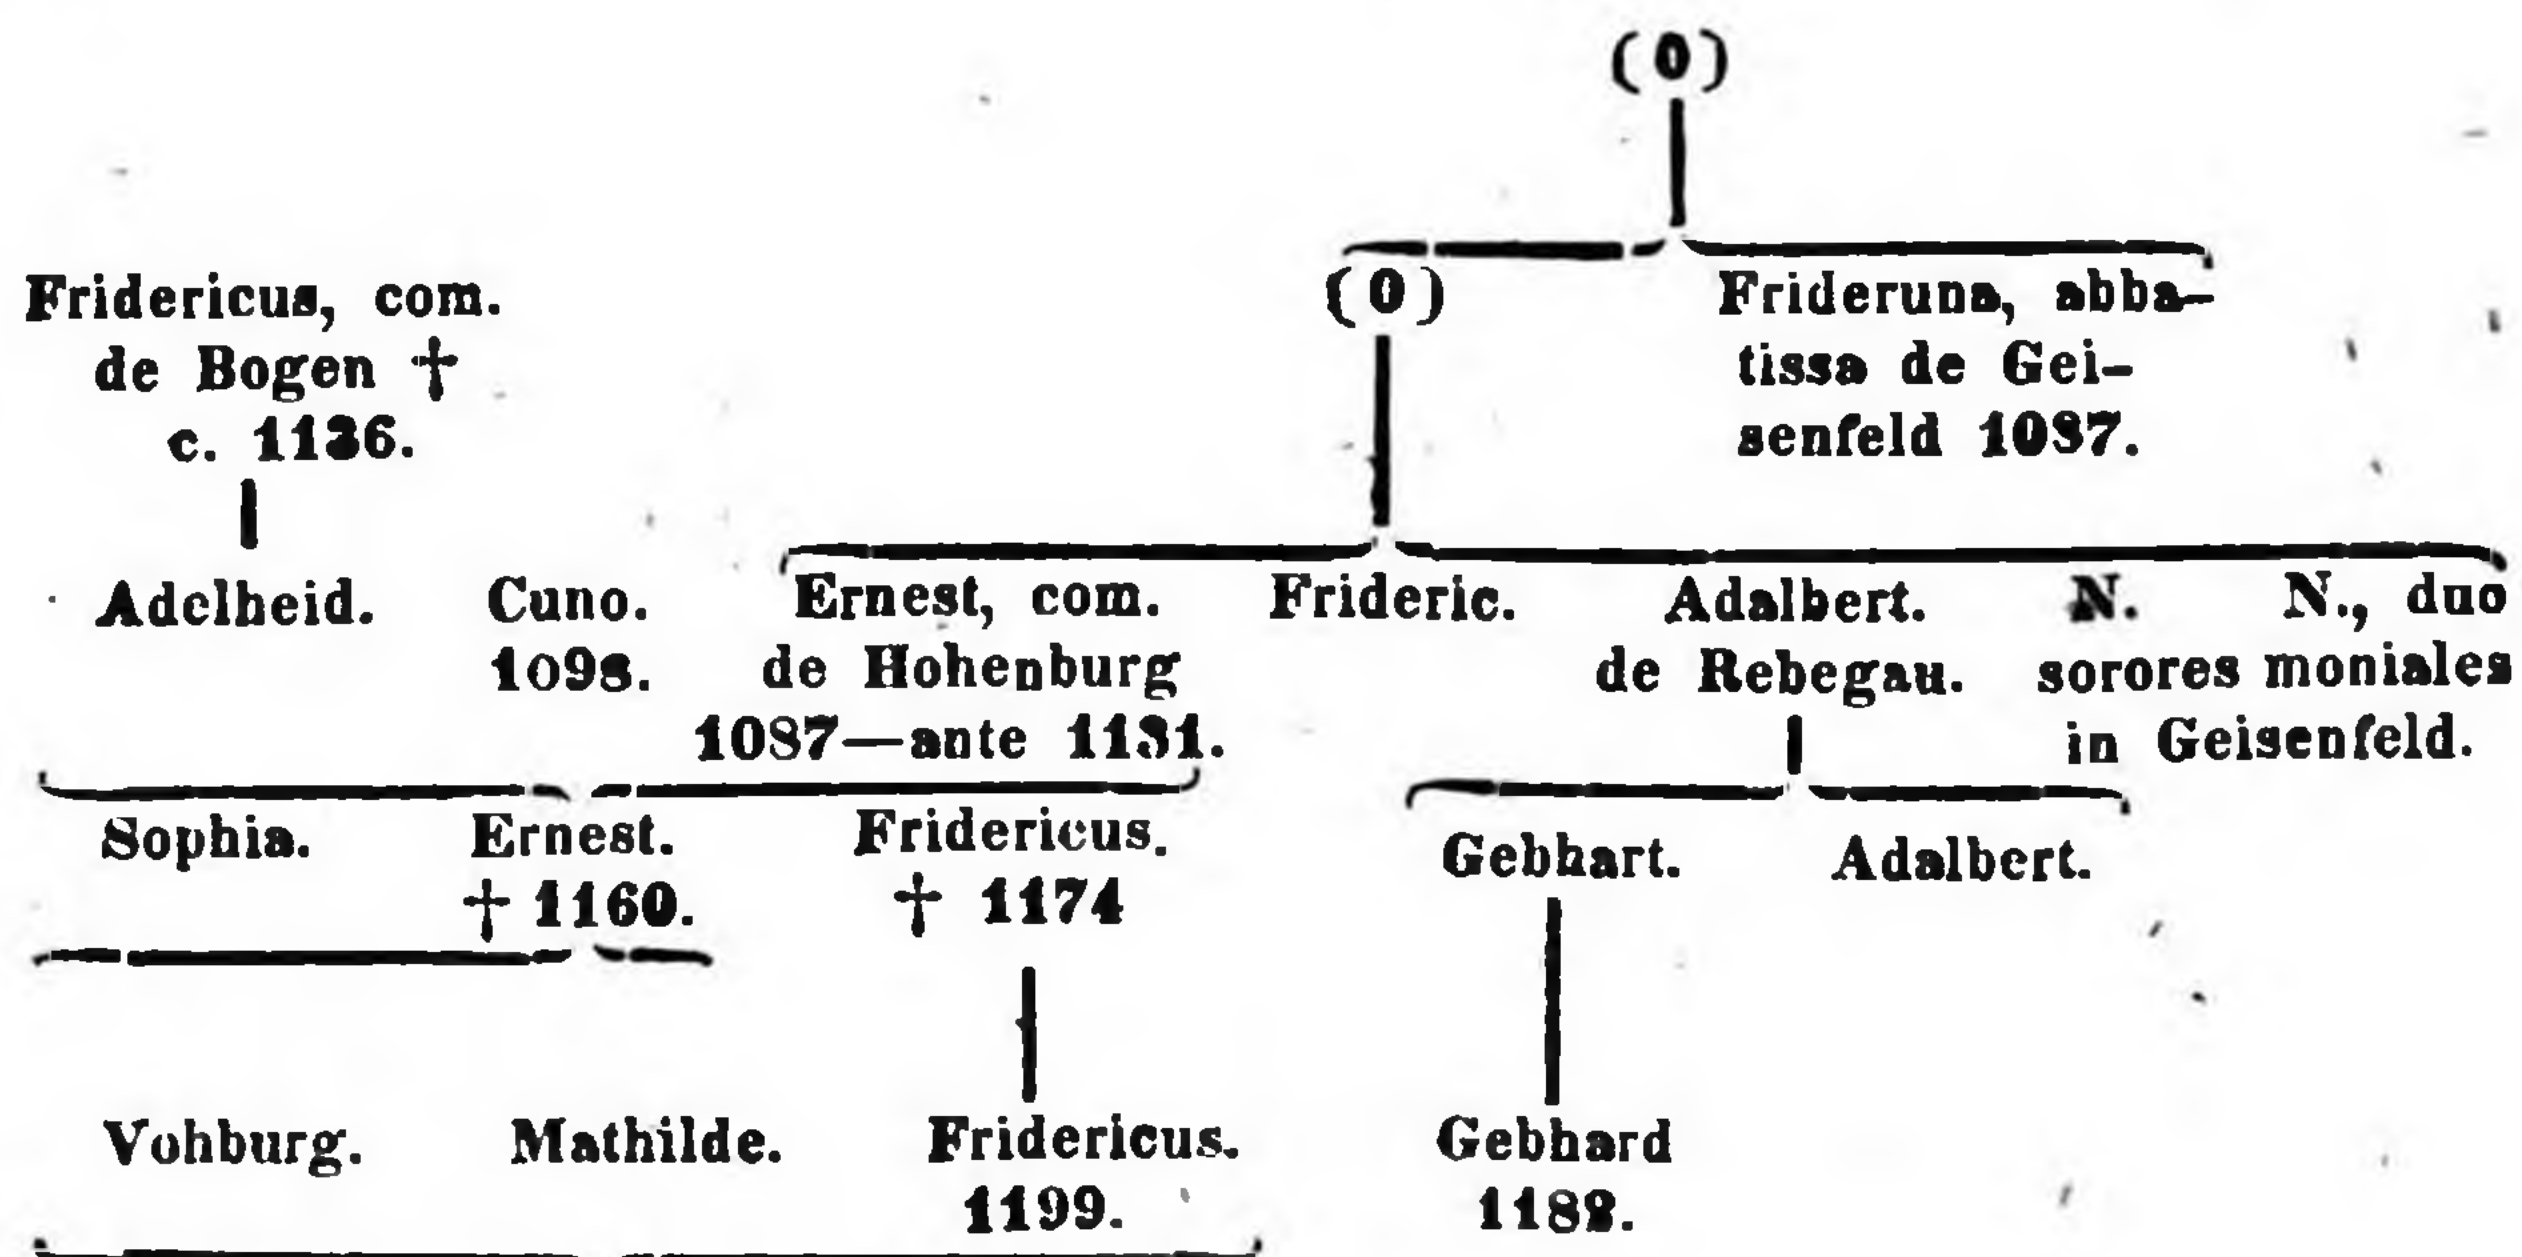 (0)
(0)
Frideruna, abba-
tissa de Gei-
senfeld 1037.
Fridericus, com.
de Bogen †
c. 1136.
Adelheid. Cuno. Ernest, com. Frideric. Adalbert. N. N., duo
1098. de Hohenburg de Rebegau. sorores moniales
1087—ante 1131. in Geisenfeld.
Sophia. Ernest. Fridericus. Gebhart. Adalbert.
† 1160. † 1174
Vohburg. Mathilde. Fridericus. Gebhard
1199. 1182.